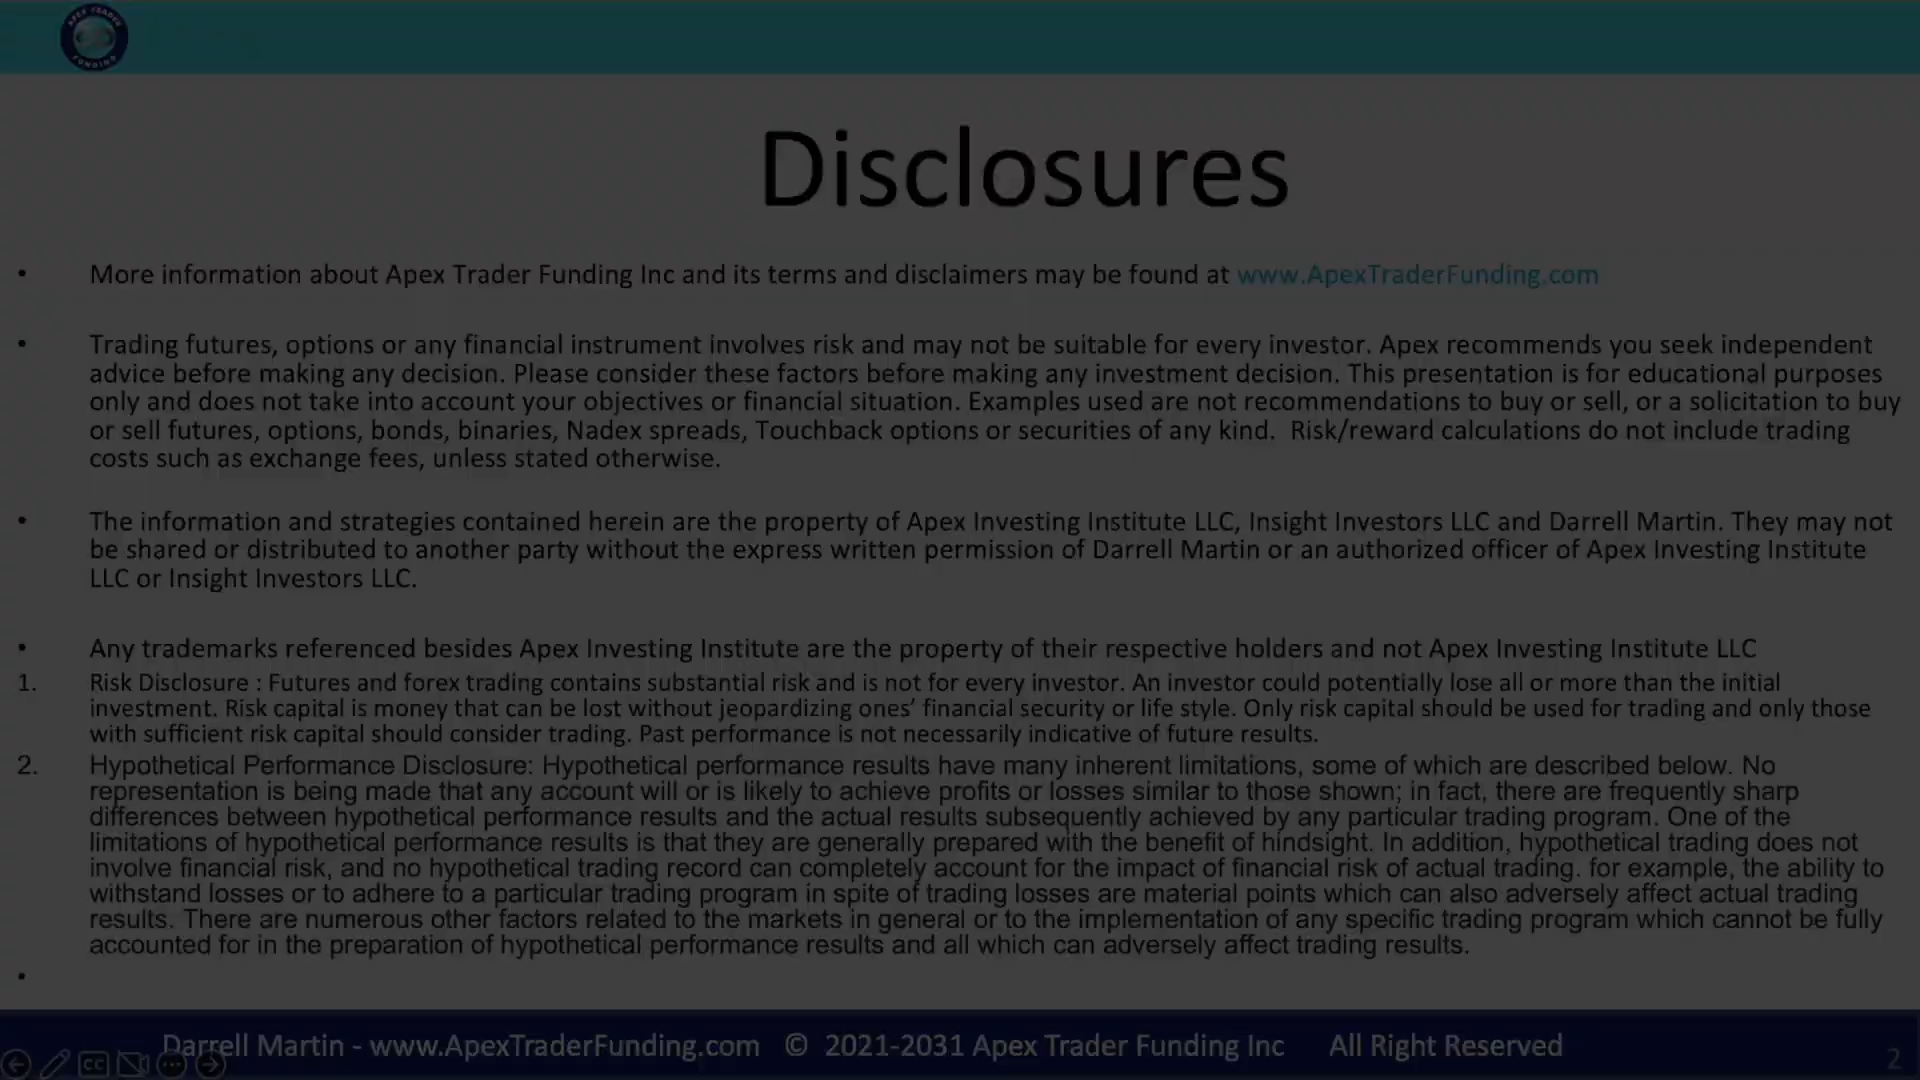 APEX TRADER
FUNDING
Disclosures
• More information about Apex Trader Funding Inc and its terms and disclaimers may be found at www.ApexTraderFunding.com
• Trading futures, options or any financial instrument involves risk and may not be suitable for every investor. Apex recommends you seek independent
advice before making any decision. Please consider these factors before making any investment decision. This presentation is for educational purposes
only and does not take into account your objectives or financial situation. Examples used are not recommendations to buy or sell, or a solicitation to buy
or sell futures, options, bonds, binaries, Nadex spreads, Touchback options or securities of any kind.  Risk/reward calculations do not include trading
costs such as exchange fees, unless stated otherwise.
• The information and strategies contained herein are the property of Apex Investing Institute LLC, Insight Investors LLC and Darrell Martin. They may not
be shared or distributed to another party without the express written permission of Darrell Martin or an authorized officer of Apex Investing Institute
LLC or Insight Investors LLC.
• Any trademarks referenced besides Apex Investing Institute are the property of their respective holders and not Apex Investing Institute LLC
1. Risk Disclosure : Futures and forex trading contains substantial risk and is not for every investor. An investor could potentially lose all or more than the initial
investment. Risk capital is money that can be lost without jeopardizing ones’ financial security or life style. Only risk capital should be used for trading and only those
with sufficient risk capital should consider trading. Past performance is not necessarily indicative of future results.
2. Hypothetical Performance Disclosure: Hypothetical performance results have many inherent limitations, some of which are described below. No
representation is being made that any account will or is likely to achieve profits or losses similar to those shown; in fact, there are frequently sharp
differences between hypothetical performance results and the actual results subsequently achieved by any particular trading program. One of the
limitations of hypothetical performance results is that they are generally prepared with the benefit of hindsight. In addition, hypothetical trading does not
involve financial risk, and no hypothetical trading record can completely account for the impact of financial risk of actual trading. for example, the ability to
withstand losses or to adhere to a particular trading program in spite of trading losses are material points which can also adversely affect actual trading
results. There are numerous other factors related to the markets in general or to the implementation of any specific trading program which cannot be fully
accounted for in the preparation of hypothetical performance results and all which can adversely affect trading results.
•
Darrell Martin - www.ApexTraderFunding.com © 2021-2031 Apex Trader Funding Inc All Right Reserved
CC
2